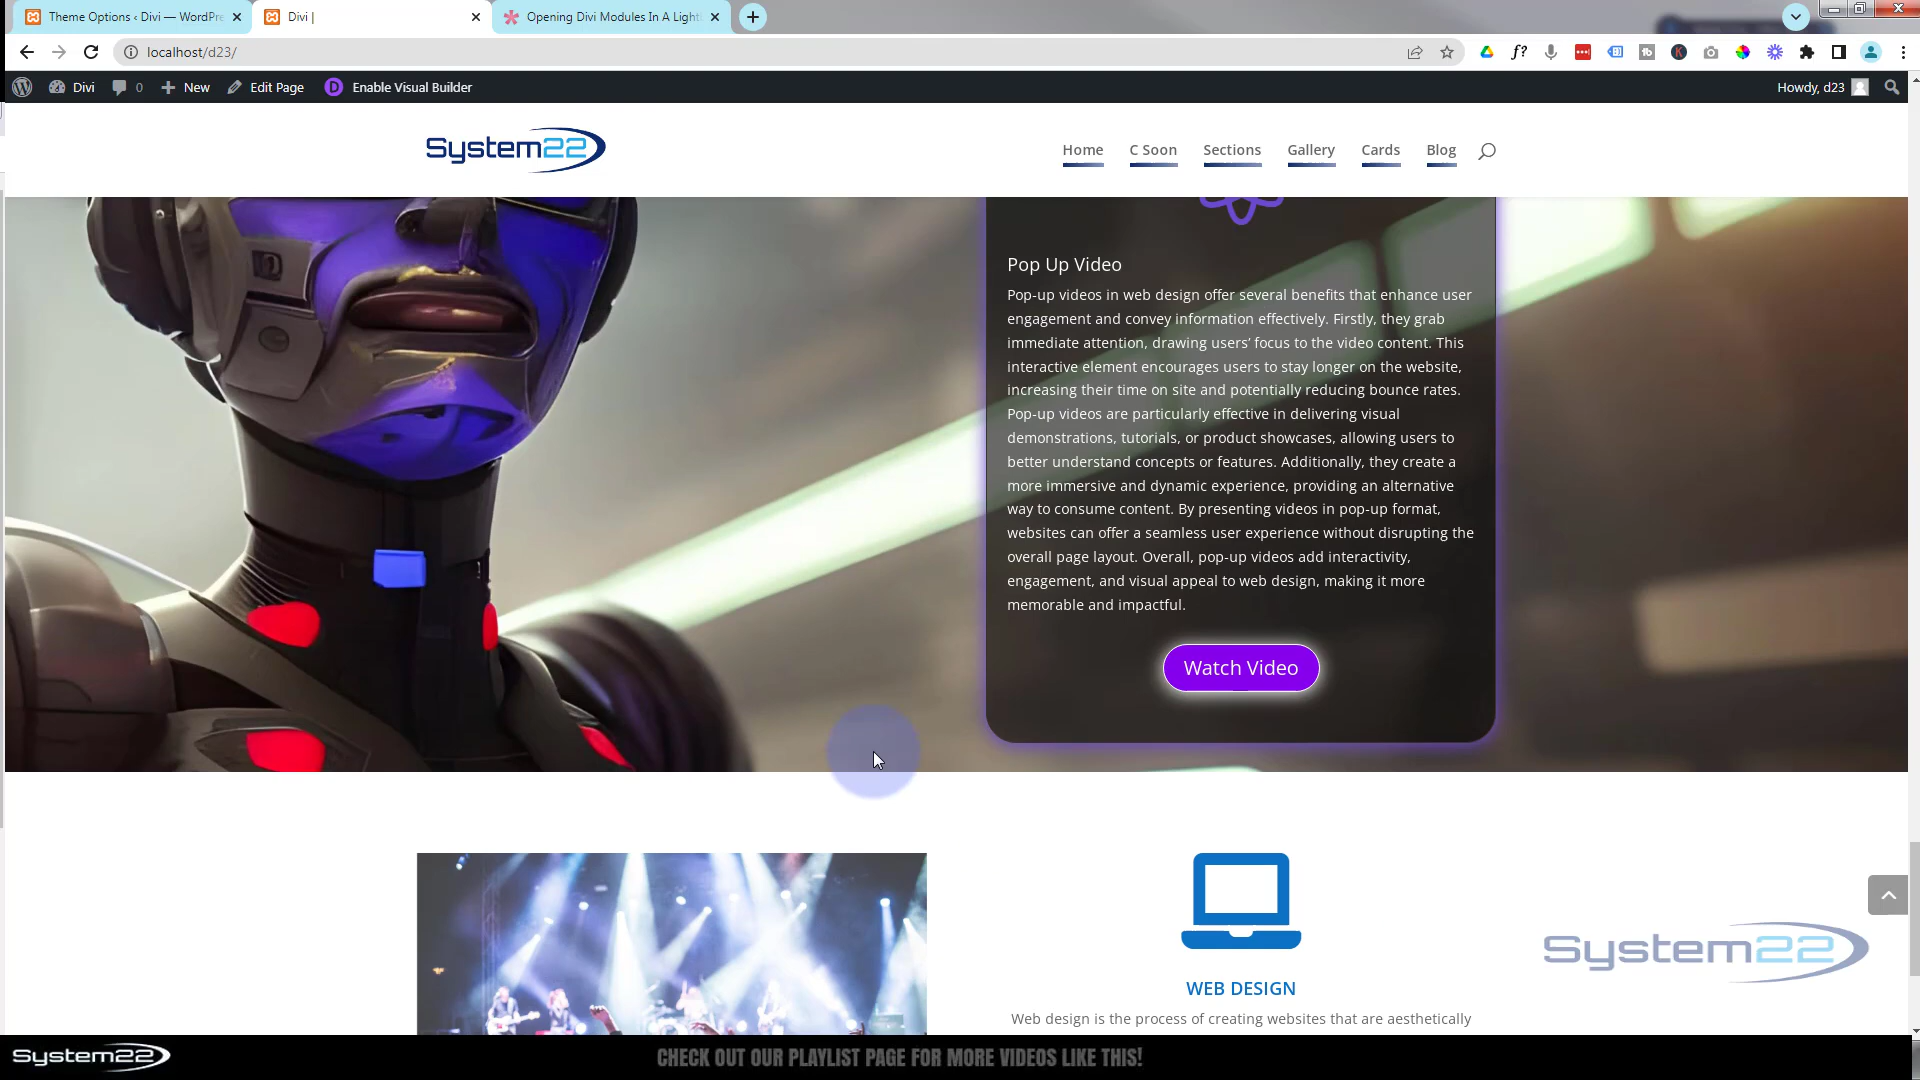 Theme Options ‹ Divi — WordPre
Divi |
Opening Divi Modules In A Light
localhost/d23/
Divi
0
New
Edit Page
D
Enable Visual Builder
Howdy, d23
System22
Home
C Soon
Sections
Gallery
Cards
Blog
Pop Up Video
Pop-up videos in web design offer several benefits that enhance user
engagement and convey information effectively. Firstly, they grab
immediate attention, drawing users’ focus to the video content. This
interactive element encourages users to stay longer on the website,
increasing their time on site and potentially reducing bounce rates.
Pop-up videos are particularly effective in delivering visual
demonstrations, tutorials, or product showcases, allowing users to
better understand concepts or features. Additionally, they create a
more immersive and dynamic experience, providing an alternative
way to consume content. By presenting videos in pop-up format,
websites can offer a seamless user experience without disrupting the
overall page layout. Overall, pop-up videos add interactivity,
engagement, and visual appeal to web design, making it more
memorable and impactful.
Watch Video
WEB DESIGN
Web design is the process of creating websites that are aesthetically
System22
System22
CHECK OUT OUR PLAYLIST PAGE FOR MORE VIDEOS LIKE THIS!